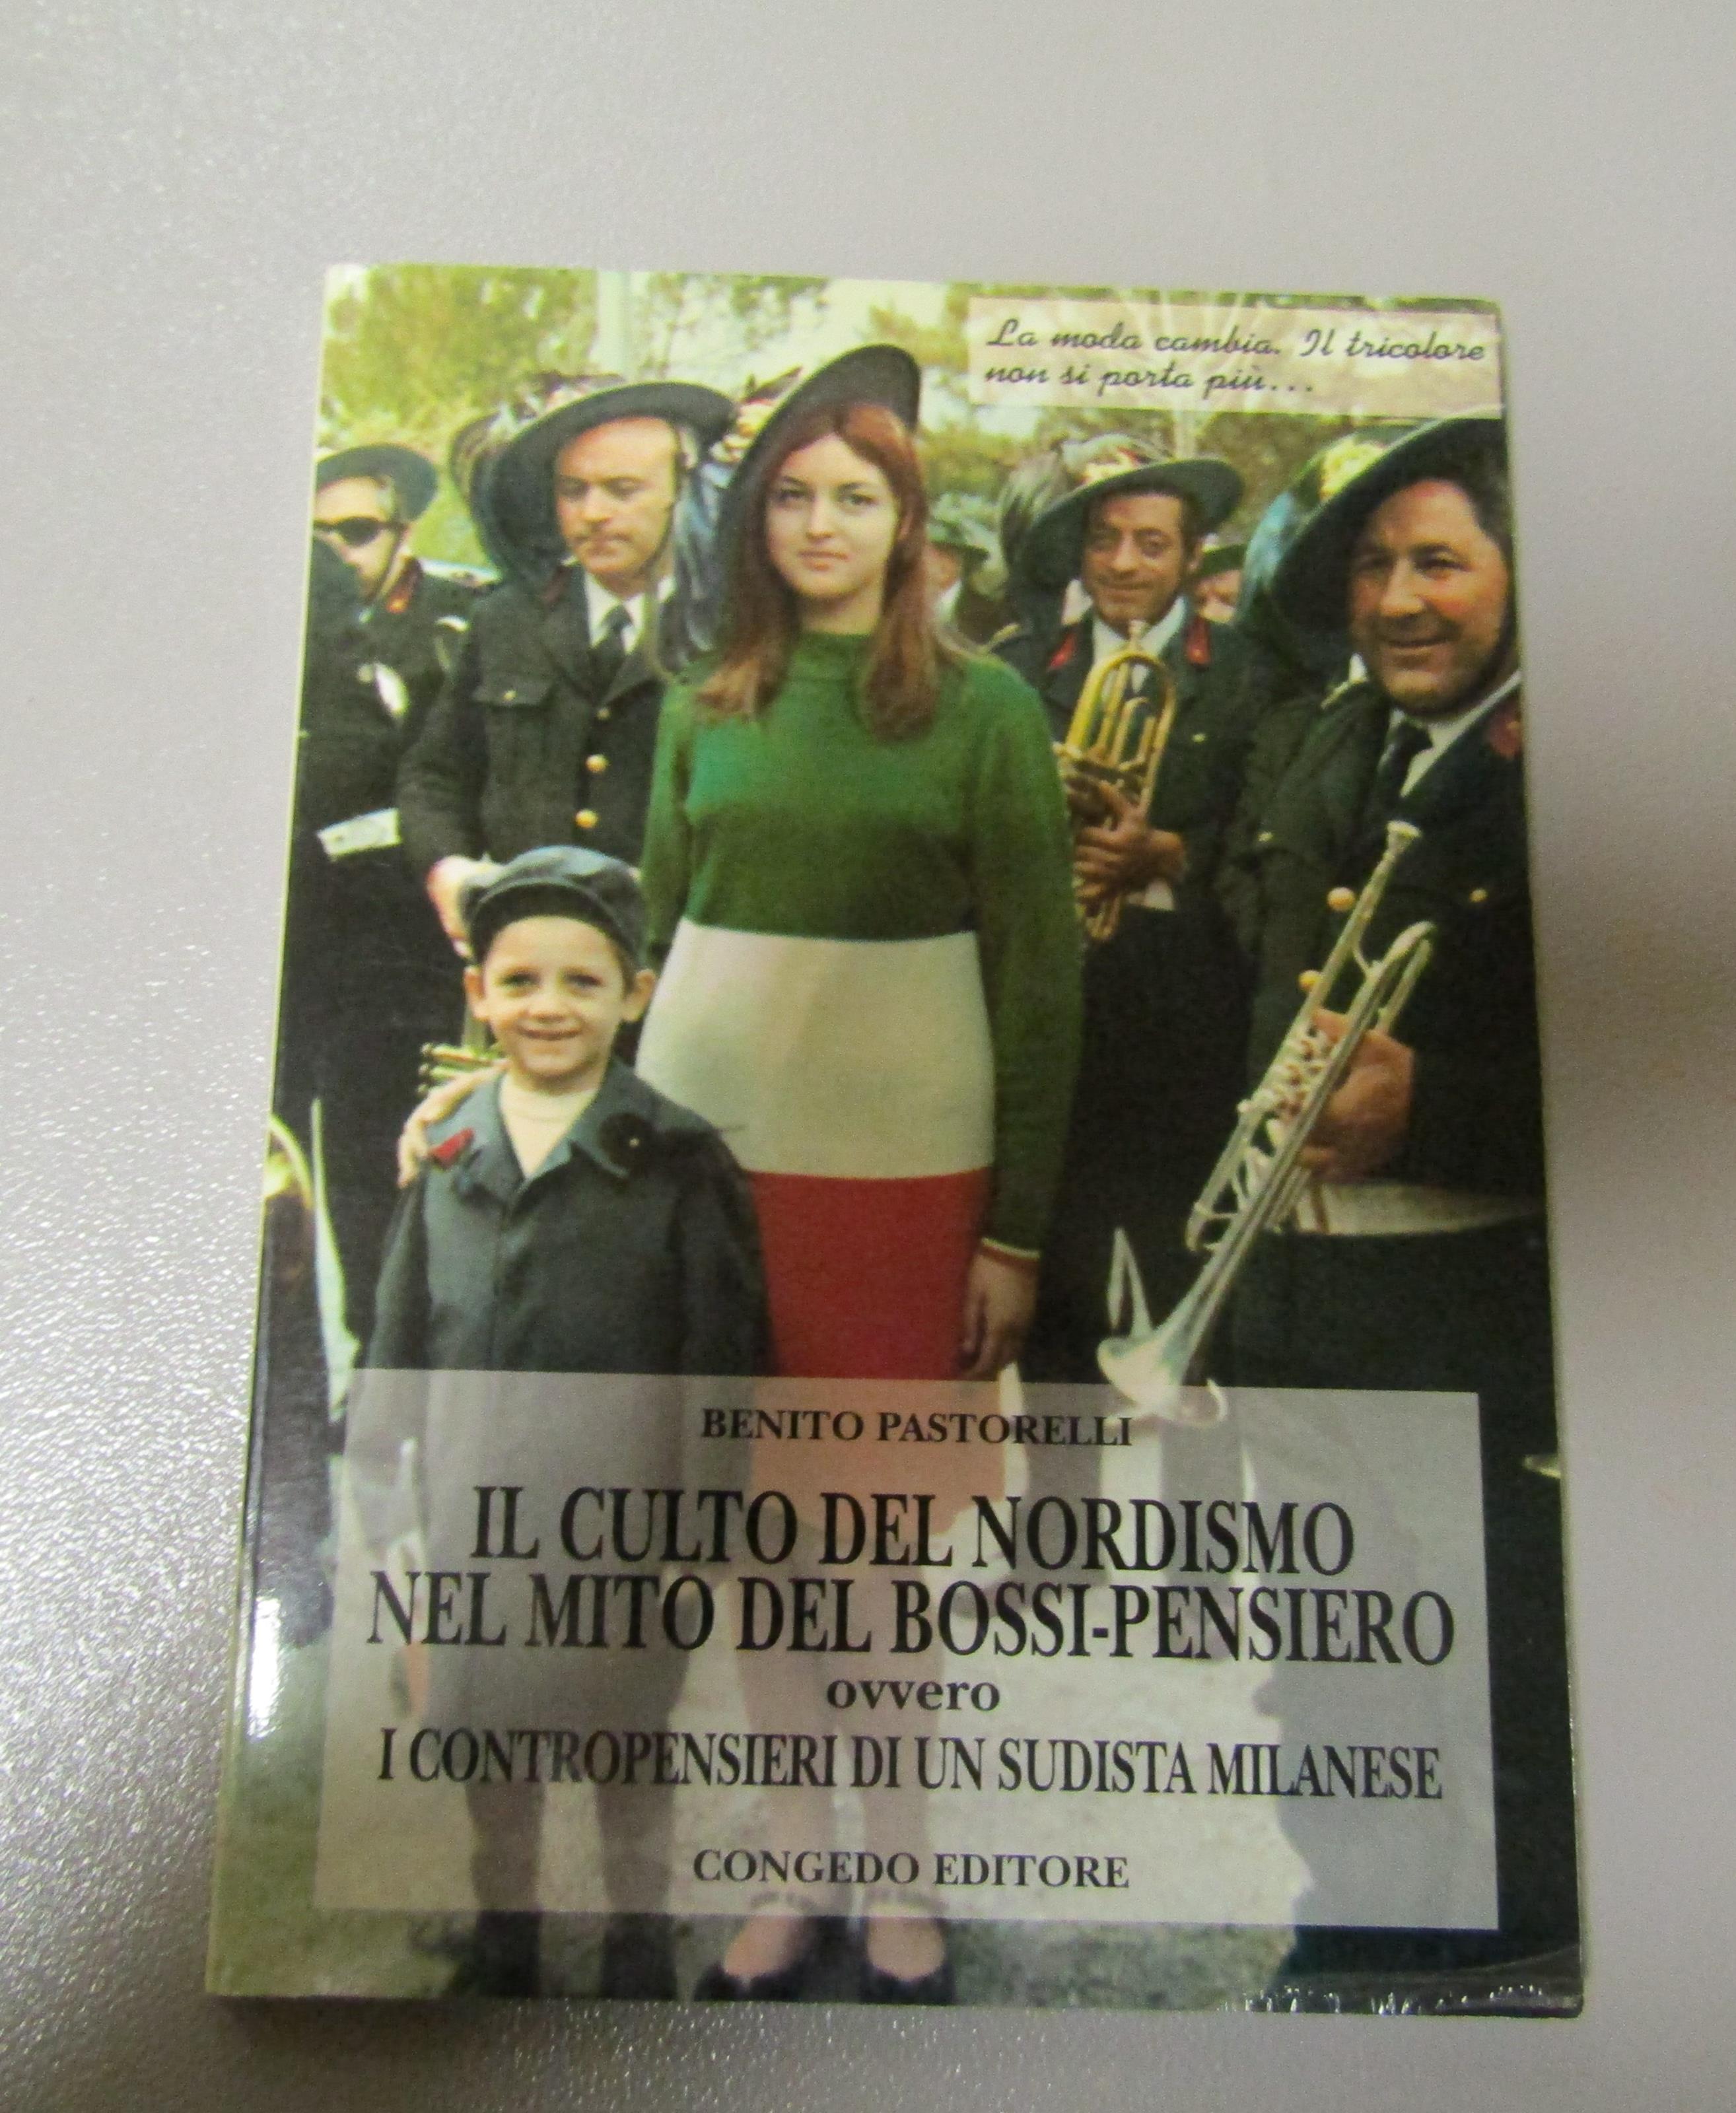 La moda cambia. Il tricolore
non si porta più...
BENITO PASTORELLI
IL CULTO DEL NORDISMO
NEL MITO DEL BOSSI-PENSIERO
ovvero
I CONTROPENSIERI DI UN SUDISTA MILANESE
CONGEDO EDITORE